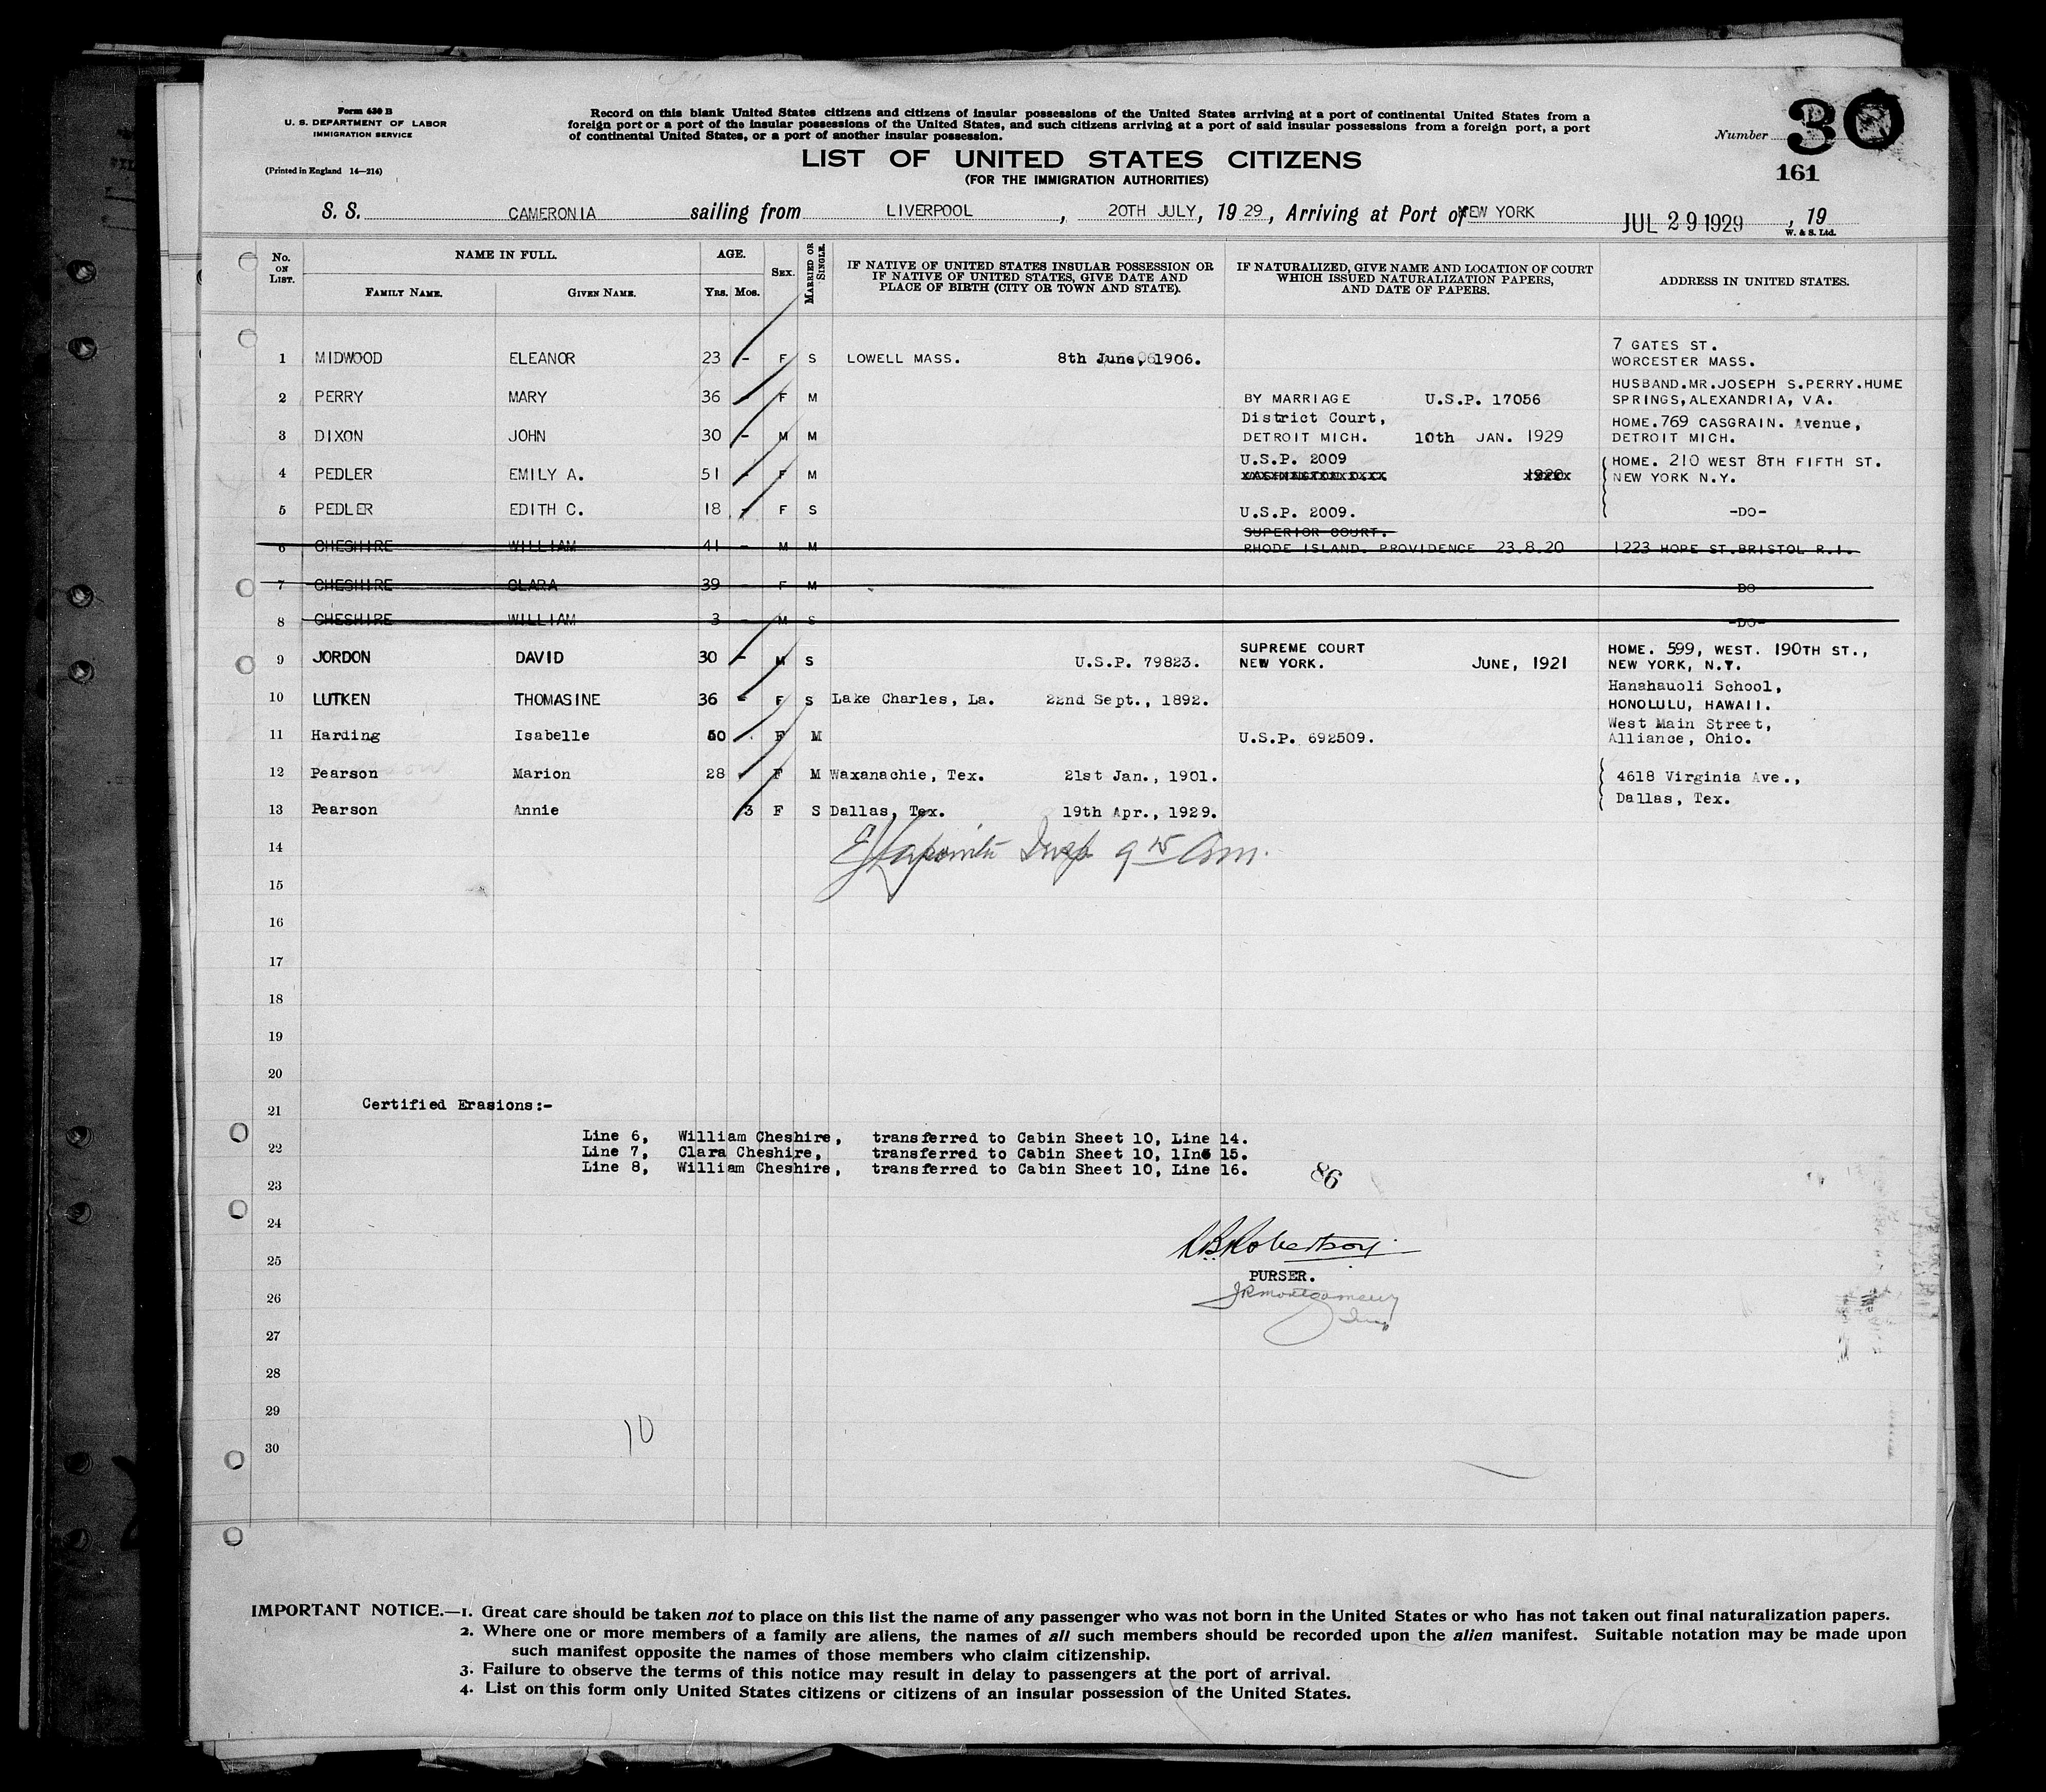 Form 630 B
U. S. DEPARTMENT OF LABOR
IMMIGRATION SERVICE
(Printed in England 14—214)
Record on this blank United States citizens and citizens of insular possessions of the United States arriving at a port of continental United States from a
foreign port or a port of the insular possessions of the United States, and such citizens arriving at a port of said insular possessions from a foreign port, a port
of continental United States, or a port of another insular possession.
LIST OF UNITED STATES CITIZENS
(FOR THE IMMIGRATION AUTHORITIES)
Number 30
161
S. S. CAMERONIA sailing from LIVERPOOL, 20TH JULY, 1929, Arriving at Port of NEW YORK JUL 29 1929, 19
W. & S. Ltd.
No. ON LIST.
NAME IN FULL.
FAMILY NAME. GIVEN NAME.
AGE.
YRS. MOS.
SEX.
MARRIED OR SINGLE.
IF NATIVE OF UNITED STATES INSULAR POSSESSION OR
IF NATIVE OF UNITED STATES, GIVE DATE AND
PLACE OF BIRTH (CITY OR TOWN AND STATE).
IF NATURALIZED, GIVE NAME AND LOCATION OF COURT
WHICH ISSUED NATURALIZATION PAPERS,
AND DATE OF PAPERS.
ADDRESS IN UNITED STATES.
7 GATES ST.
1 MIDWOOD ELEANOR 23 - F S LOWELL MASS. 8th June, 1906. WORCESTER MASS.
HUSBAND.MR.JOSEPH S.PERRY.HUME
2 PERRY MARY 36 - F M BY MARRIAGE U.S.P. 17056 SPRINGS,ALEXANDRIA, VA.
District Court, HOME.769 CASGRAIN. Avenue,
3 DIXON JOHN 30 - M M DETROIT MICH. 10th JAN. 1929 DETROIT MICH.
U.S.P. 2009 HOME. 210 WEST 8TH FIFTH ST.
4 PEDLER EMILY A. 51 - F M 1920 NEW YORK N.Y.
5 PEDLER EDITH C. 18 - F S U.S.P. 2009. -DO-
SUPERIOR COURT.
6 CHESHIRE WILLIAM 41 - M M RHODE ISLAND. PROVIDENCE 23.8.20 1223 HOPE ST.BRISTOL R.I.
7 CHESHIRE CLARA 39 - F M DO
8 CHESHIRE WILLIAM 3 - M S -DO-
SUPREME COURT HOME. 599, WEST. 190TH ST.,
9 JORDON DAVID 30 - M S U.S.P. 79823. NEW YORK. JUNE, 1921 NEW YORK, N.Y.
Hanahauoli School,
10 LUTKEN THOMASINE 36 - F S Lake Charles, La. 22nd Sept., 1892. HONOLULU, HAWAII.
West Main Street,
11 Harding Isabelle 50 - F M U.S.P. 692509. Alliance, Ohio.
12 Pearson Marion 28 - F M Waxanachie, Tex. 21st Jan., 1901. 4618 Virginia Ave.,
Dallas, Tex.
13 Pearson Annie 3 F S Dallas, Tex. 19th Apr., 1929.
14 Insp 9 15 Am.
15
16
17
18
19
20
21 Certified Erasions:-
Line 6, William Cheshire, transferred to Cabin Sheet 10, Line 14.
22 Line 7, Clara Cheshire, transferred to Cabin Sheet 10, lIne 15.
Line 8, William Cheshire, transferred to Cabin Sheet 10, Line 16.
86
23
24
R.B. Robertson
25
PURSER.
26 JR Montgomery
Insp
27
28
29
10
30
IMPORTANT NOTICE.—1. Great care should be taken not to place on this list the name of any passenger who was not born in the United States or who has not taken out final naturalization papers.
2. Where one or more members of a family are aliens, the names of all such members should be recorded upon the alien manifest. Suitable notation may be made upon
such manifest opposite the names of those members who claim citizenship.
3. Failure to observe the terms of this notice may result in delay to passengers at the port of arrival.
4. List on this form only United States citizens or citizens of an insular possession of the United States.